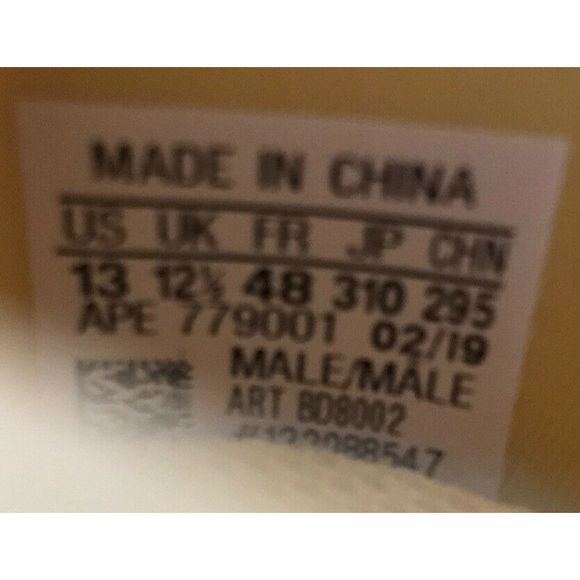 MADE IN CHINA
US UK FR JP CHN
13 12½ 48 310 295
APE 779001 02/19
MALE/MALE
ART BD8002